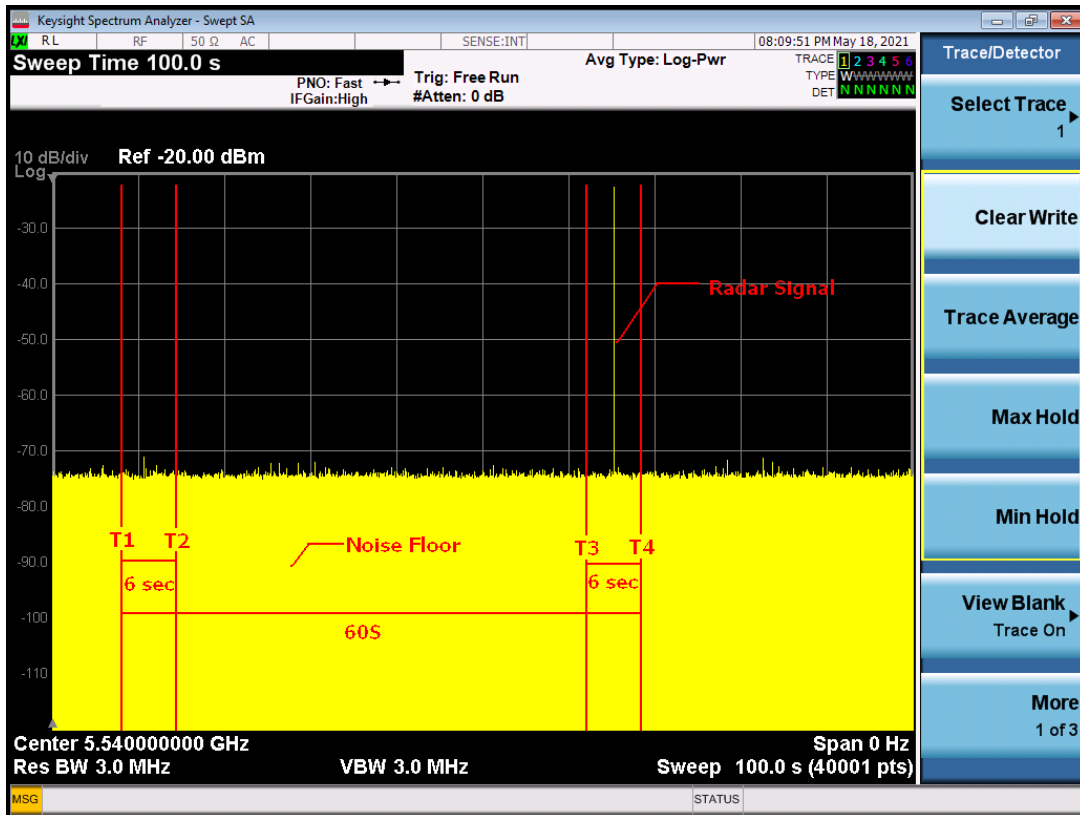 Keysight Spectrum Analyzer - Swept SA
LXI RL RF 50 Ω AC SENSE:INT 08:09:51 PM May 18, 2021
Sweep Time 100.0 s
PNO: Fast
IFGain:High
Trig: Free Run
#Atten: 0 dB
Avg Type: Log-Pwr
TRACE 1 2 3 4 5 6
TYPE WWWWWW
DET N N N N N N
10 dB/div
Log
Ref -20.00 dBm
-30.0
-40.0
-50.0
-60.0
-70.0
-80.0
-90.0
-100
-110
Radar Signal
T1
T2
Noise Floor
T3
T4
6 sec
6 sec
60S
Center 5.540000000 GHz
Span 0 Hz
Res BW 3.0 MHz
VBW 3.0 MHz
Sweep 100.0 s (40001 pts)
MSG
STATUS
Trace/Detector
Select Trace
1
Clear Write
Trace Average
Max Hold
Min Hold
View Blank
Trace On
More
1 of 3